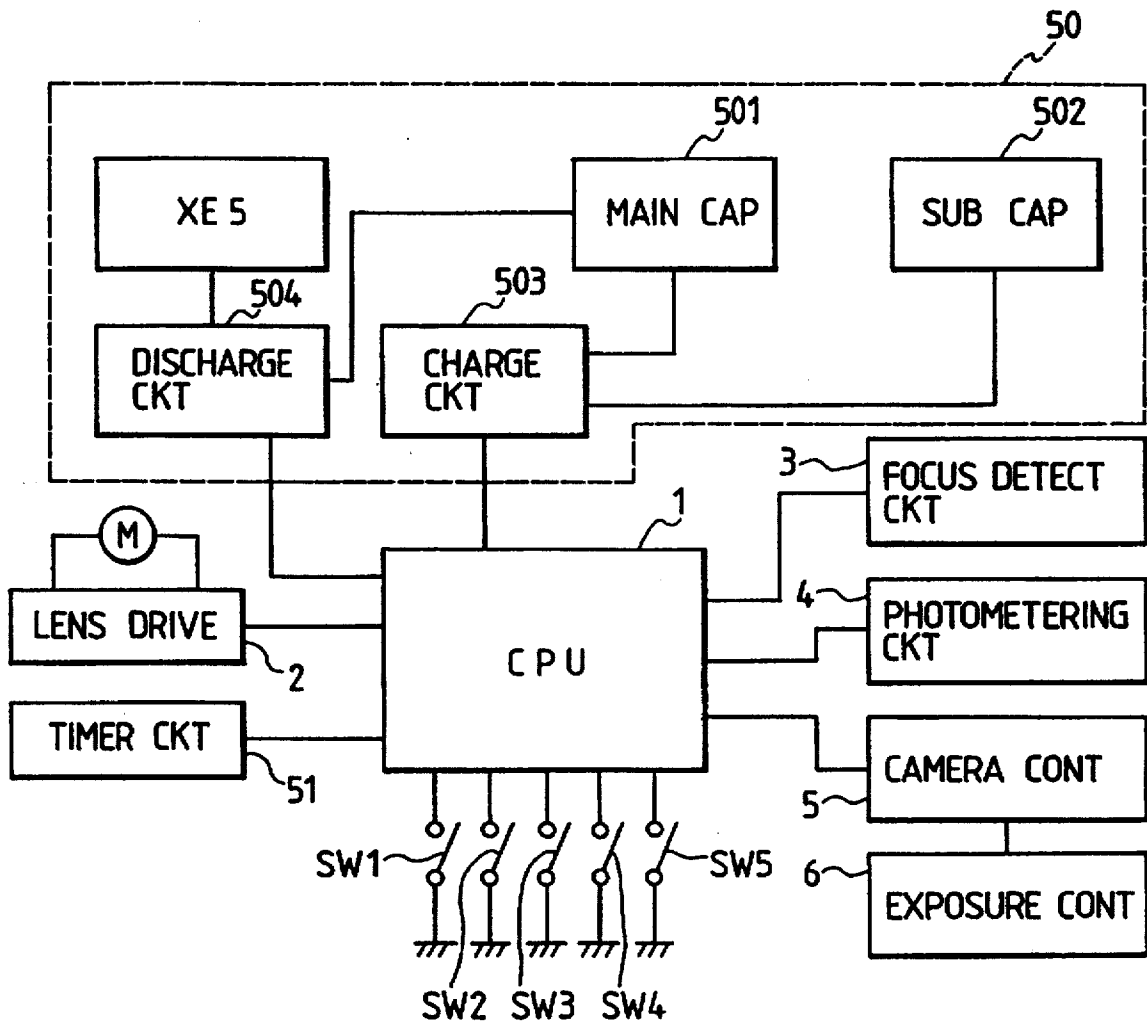 50
501
502
XE 5
MAIN CAP
SUB CAP
504
503
DISCHARGE
CKT
CHARGE
CKT
3
FOCUS DETECT
CKT
M
1
LENS DRIVE
2
CPU
4
PHOTOMETERING
CKT
TIMER CKT
51
CAMERA CONT
5
SW1
SW5
6
EXPOSURE CONT
SW2
SW3
SW4